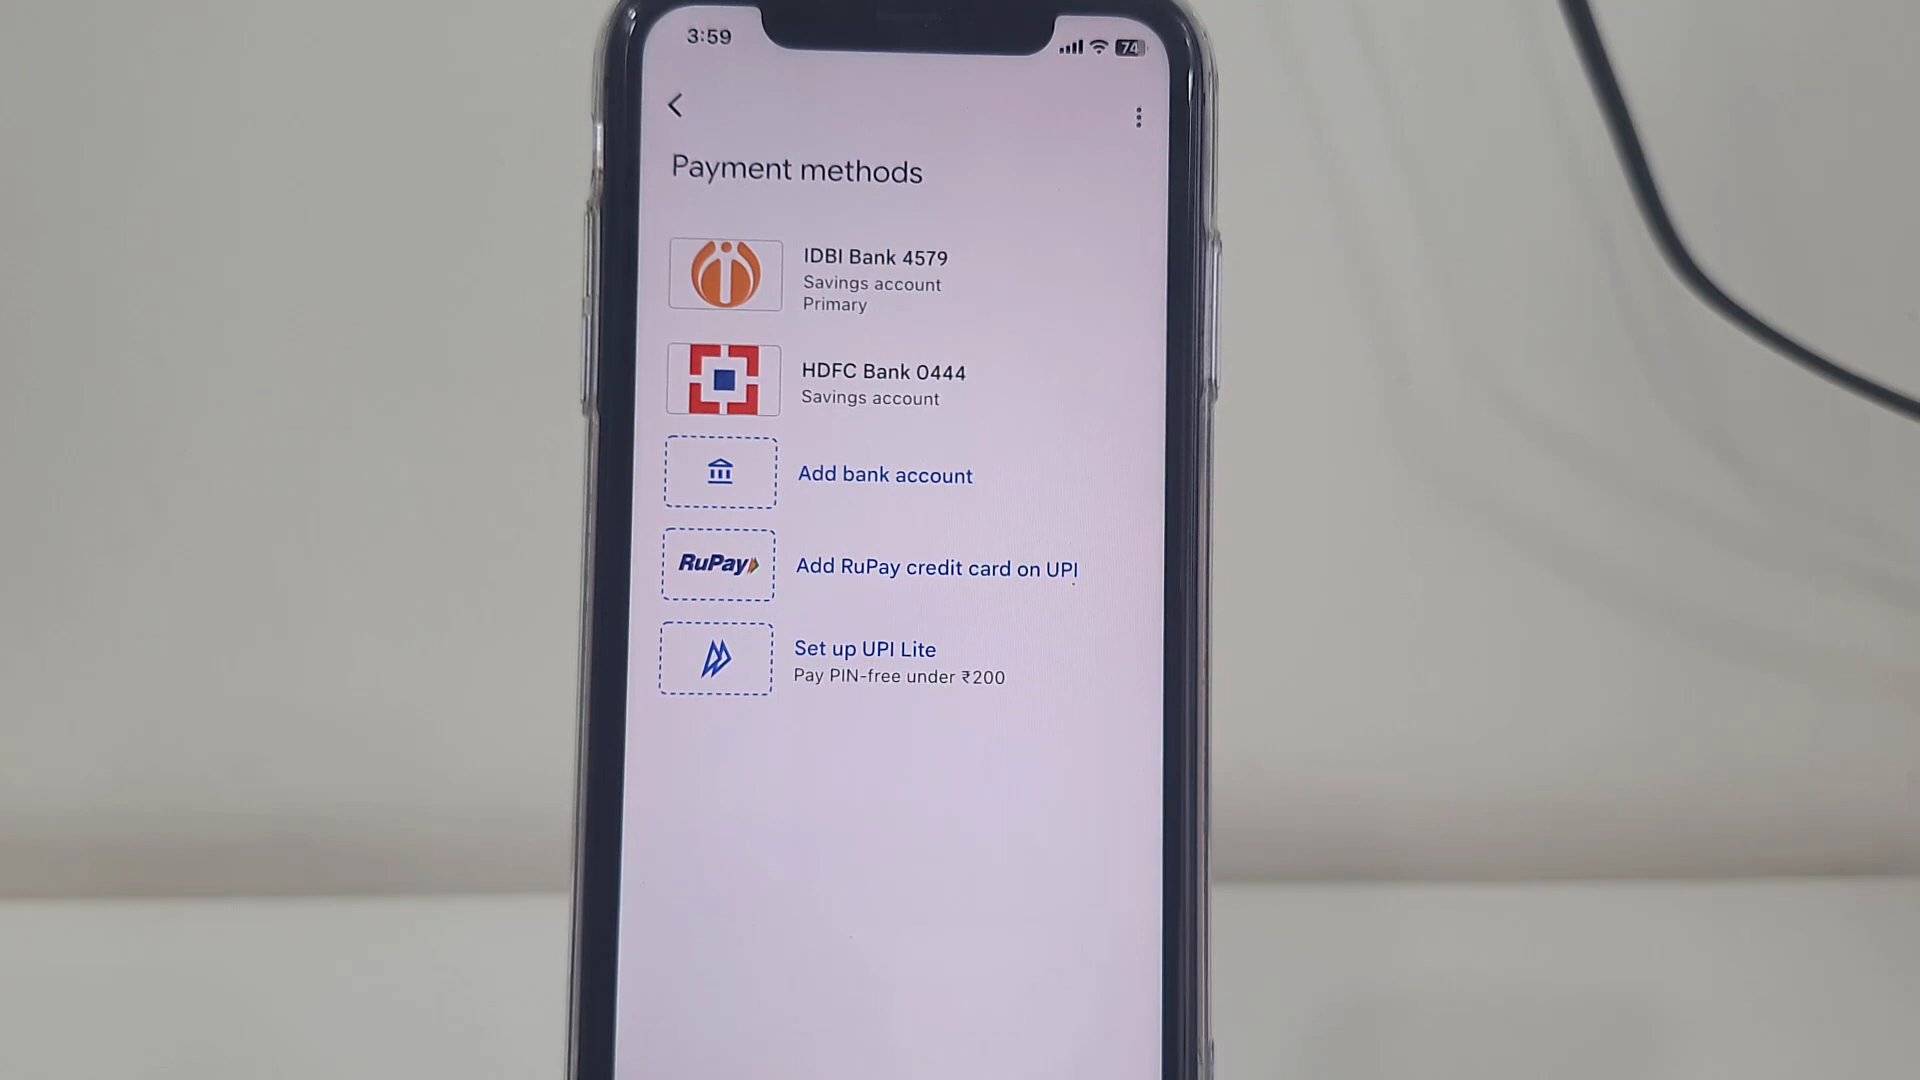 3:59
74
Payment methods
IDBI Bank 4579
Savings account
Primary
HDFC Bank 0444
Savings account
Add bank account
RuPay
Add RuPay credit card on UPI
Set up UPI Lite
Pay PIN-free under ₹200